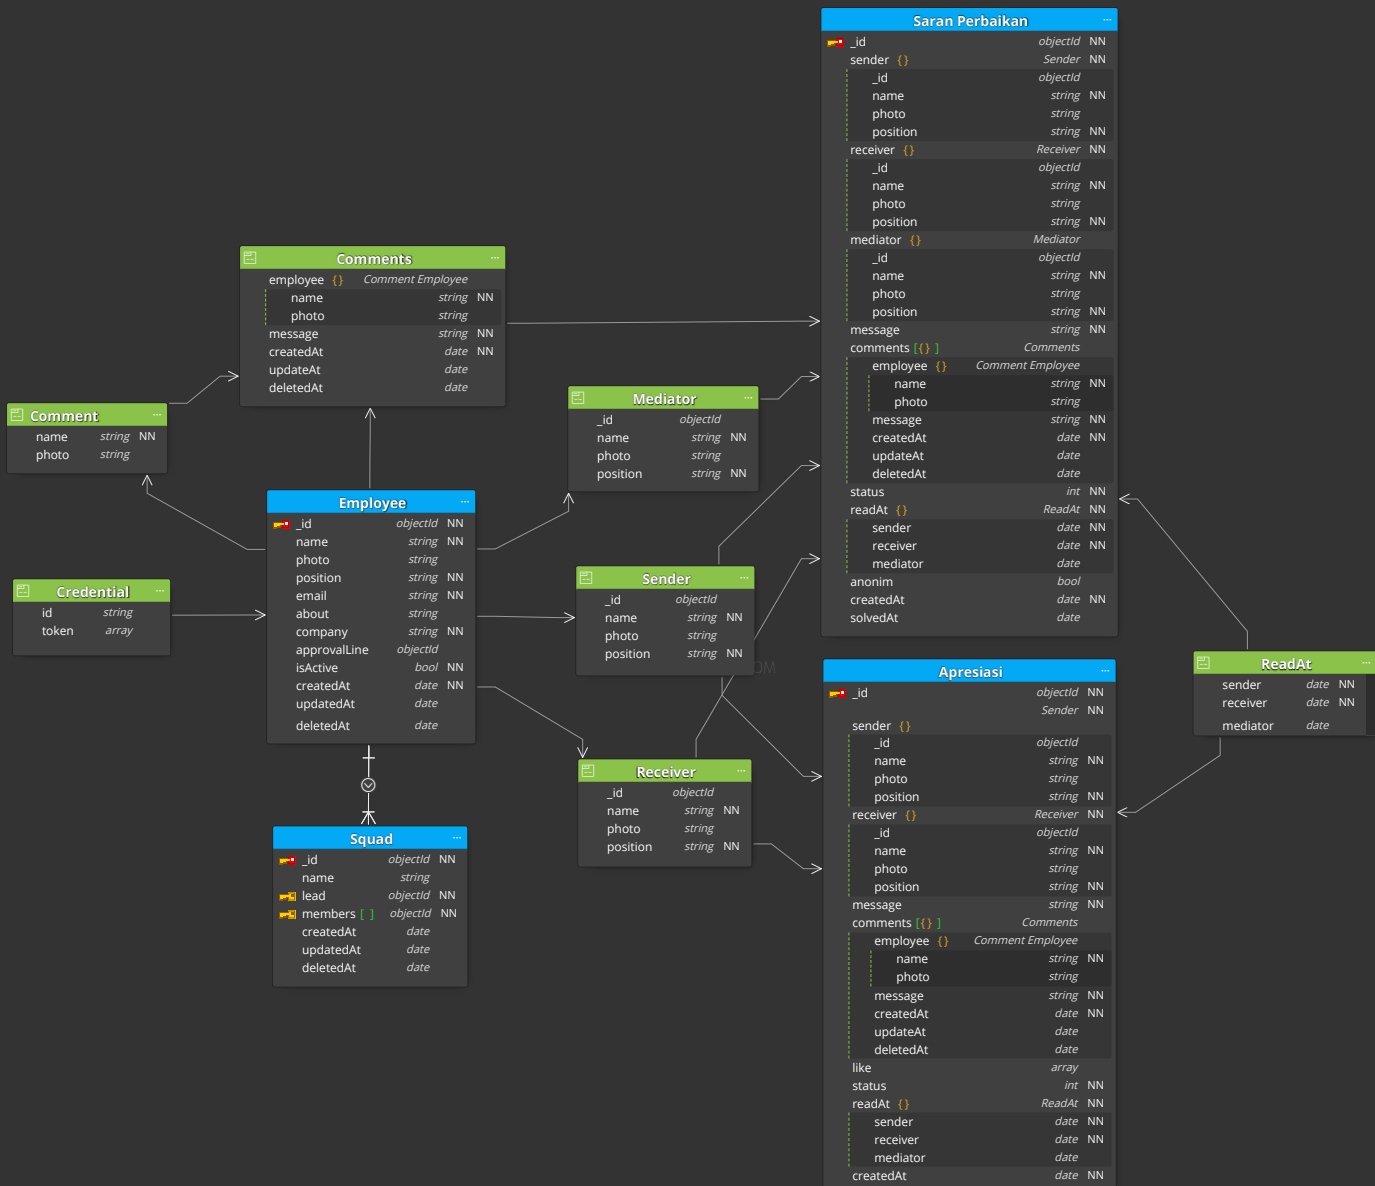 Saran Perbaikan ...
_id objectId NN
sender {} Sender NN
_id objectId
name string NN
photo string
position string NN
receiver {} Receiver NN
_id objectId
name string NN
photo string
position string NN
mediator {} Mediator
_id objectId
name string NN
photo string
position string NN
message string NN
comments [{} ] Comments
employee {} Comment Employee
name string NN
photo string
message string NN
createdAt date NN
updateAt date
deletedAt date
status int NN
readAt {} ReadAt NN
sender date NN
receiver date NN
mediator date
anonim bool
createdAt date NN
solvedAt date
Comments ...
employee {} Comment Employee
name string NN
photo string
message string NN
createdAt date NN
updateAt date
deletedAt date
Comment ...
name string NN
photo string
Mediator ...
_id objectId
name string NN
photo string
position string NN
Employee ...
_id objectId NN
name string NN
photo string
position string NN
email string NN
about string
company string NN
approvalLine objectId
isActive bool NN
createdAt date NN
updatedAt date
deletedAt date
Credential ...
id string
token array
Sender ...
_id objectId
name string NN
photo string
position string NN
OM
Receiver ...
_id objectId
name string NN
photo string
position string NN
Squad ...
_id objectId NN
name string
lead objectId NN
members [ ] objectId NN
createdAt date
updatedAt date
deletedAt date
ReadAt ...
sender date NN
receiver date NN
mediator date
Apresiasi ...
_id objectId NN
Sender NN
sender {}
_id objectId
name string NN
photo string
position string NN
receiver {} Receiver NN
_id objectId
name string NN
photo string
position string NN
message string NN
comments [{} ] Comments
employee {} Comment Employee
name string NN
photo string
message string NN
createdAt date NN
updateAt date
deletedAt date
like array
status int NN
readAt {} ReadAt NN
sender date NN
receiver date NN
mediator date
createdAt date NN